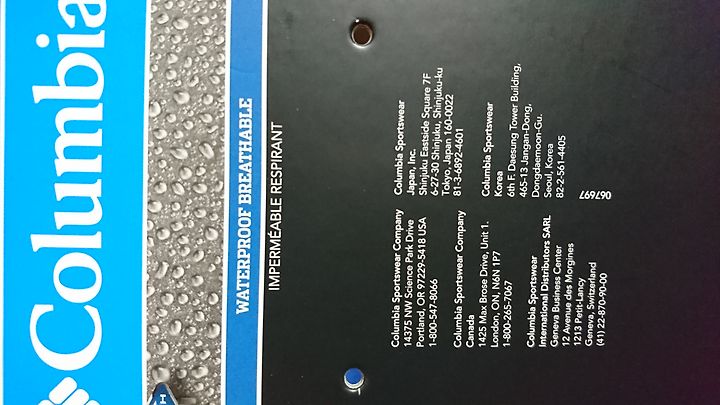 Columbia
WATERPROOF BREATHABLE
IMPERMÉABLE RESPIRANT
Columbia Sportswear Company
14375 NW Science Park Drive
Portland, OR 97229-5418 USA
1-800-547-8066
Columbia Sportswear Company
Canada
1425 Max Brose Drive, Unit 1.
London, ON, N6N 1P7
1-800-265-7067
Columbia Sportswear
International Distributors SARL
Geneva Business Center
12 Avenue des Morgines
1213 Petit-Lancy
Geneva, Switzerland
(41) 22-870-90-00
Columbia Sportswear
Japan, Inc.
Shinjuku Eastside Square 7F
6-27-30 Shinjuku, Shinjuku-ku
Tokyo, Japan 160-0022
81-3-6892-4601
Columbia Sportswear
Korea
6th F. Daesung Tower Building,
465-13 Jangan-Dong,
Dongdaemoon-Gu.
Seoul, Korea
82-2-561-4405
067697